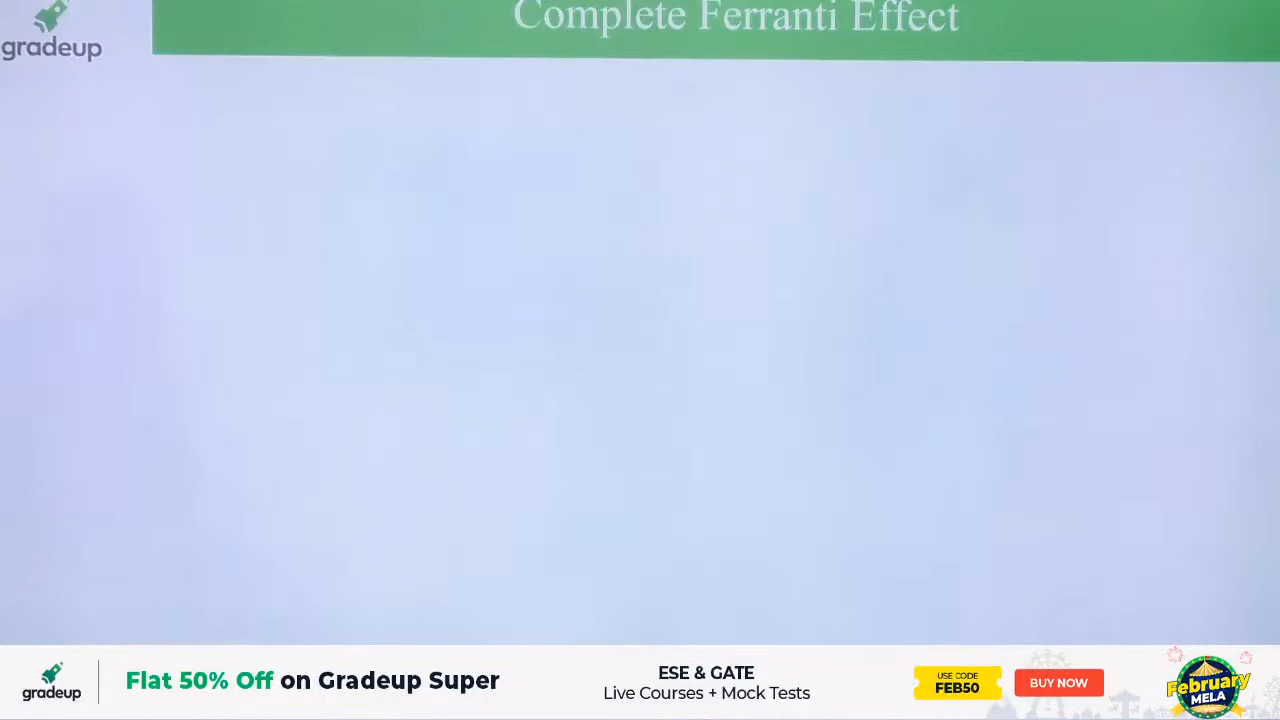 Complete Ferranti Effect
gradeup
gradeup
Flat 50% Off on Gradeup Super
ESE & GATE
Live Courses + Mock Tests
USE CODE
FEB50
BUY NOW
February
MELA